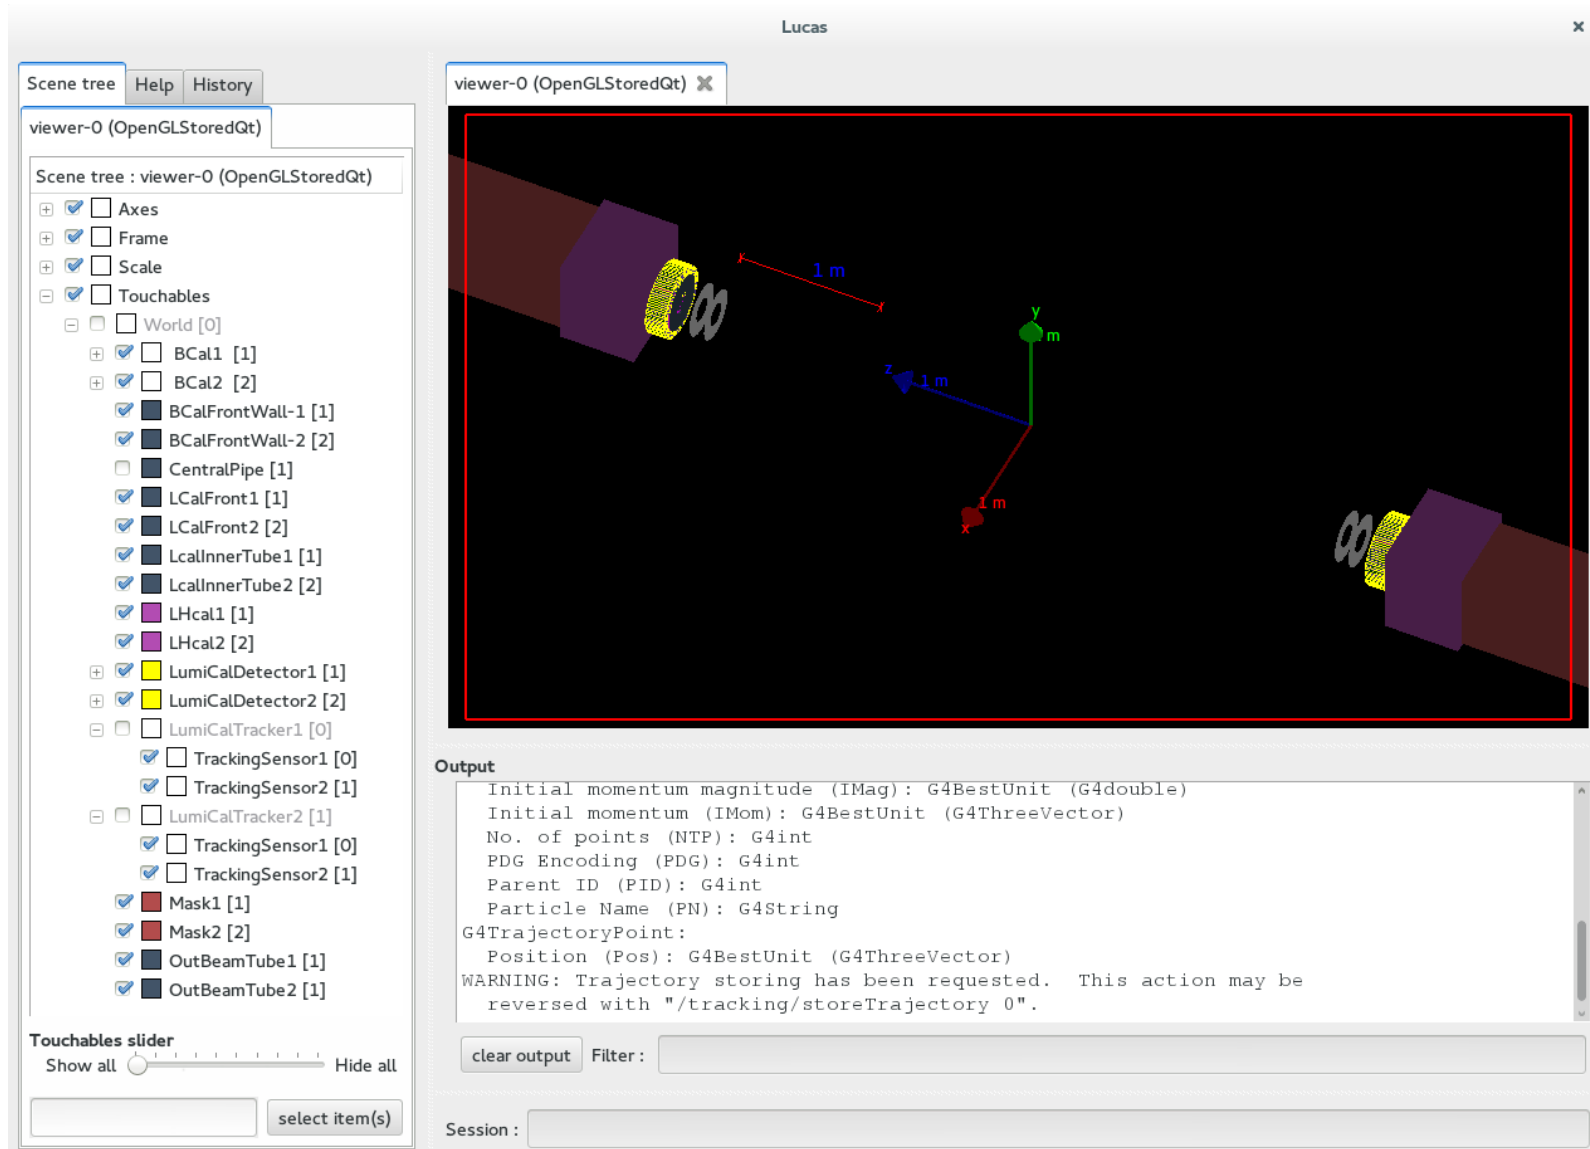 Lucas
Scene tree
Help
History
viewer-0 (OpenGLStoredQt)
Scene tree : viewer-0 (OpenGLStoredQt)
Axes
Frame
Scale
Touchables
World [0]
BCal1 [1]
BCal2 [2]
BCalFrontWall-1 [1]
BCalFrontWall-2 [2]
CentralPipe [1]
LCalFront1 [1]
LCalFront2 [2]
LcalInnerTube1 [1]
LcalInnerTube2 [2]
LHcal1 [1]
LHcal2 [2]
LumiCalDetector1 [1]
LumiCalDetector2 [2]
LumiCalTracker1 [0]
TrackingSensor1 [0]
TrackingSensor2 [1]
LumiCalTracker2 [1]
TrackingSensor1 [0]
TrackingSensor2 [1]
Mask1 [1]
Mask2 [2]
OutBeamTube1 [1]
OutBeamTube2 [1]
Touchables slider
Show all
Hide all
select item(s)
viewer-0 (OpenGLStoredQt)
1 m
y
m
z
1 m
1 m
x
Output
Initial momentum magnitude (IMag): G4BestUnit (G4double)
Initial momentum (IMom): G4BestUnit (G4ThreeVector)
No. of points (NTP): G4int
PDG Encoding (PDG): G4int
Parent ID (PID): G4int
Particle Name (PN): G4String
G4TrajectoryPoint:
Position (Pos): G4BestUnit (G4ThreeVector)
WARNING: Trajectory storing has been requested.  This action may be
reversed with "/tracking/storeTrajectory 0".
clear output
Filter :
Session :